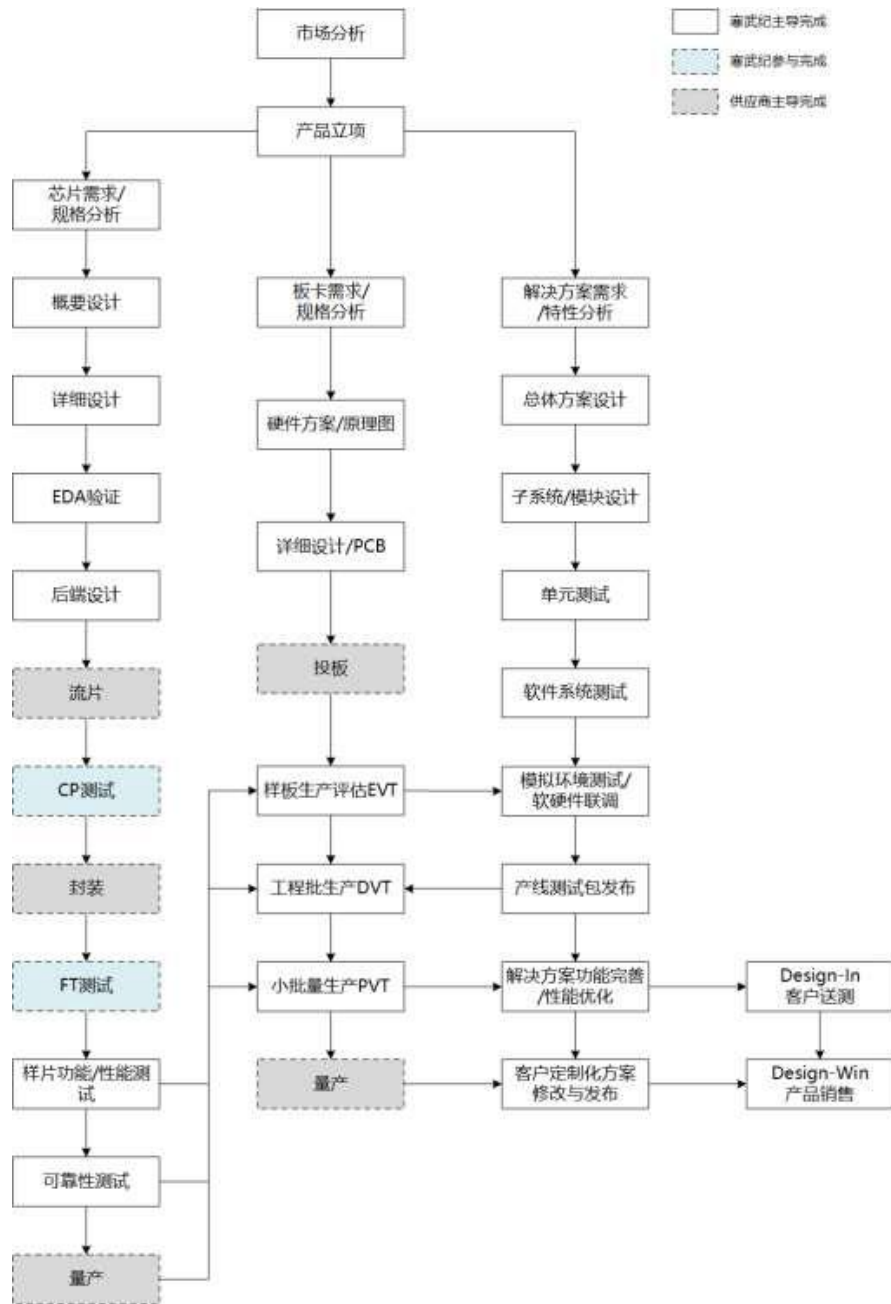 市场分析
寒武纪主导完成
寒武纪参与完成
供应商主导完成
产品立项
芯片需求/
规格分析
概要设计
详细设计
EDA验证
后端设计
流片
CP测试
封装
FT测试
样片功能/性能测
试
可靠性测试
量产
板卡需求/
规格分析
硬件方案/原理图
详细设计/PCB
投板
样板生产评估EVT
工程批生产DVT
小批量生产PVT
量产
解决方案需求
/特性分析
总体方案设计
子系统/模块设计
单元测试
软件系统测试
模拟环境测试/
软硬件联调
产线测试包发布
解决方案功能完善
/性能优化
客户定制化方案
修改与发布
Design-In
客户送测
Design-Win
产品销售